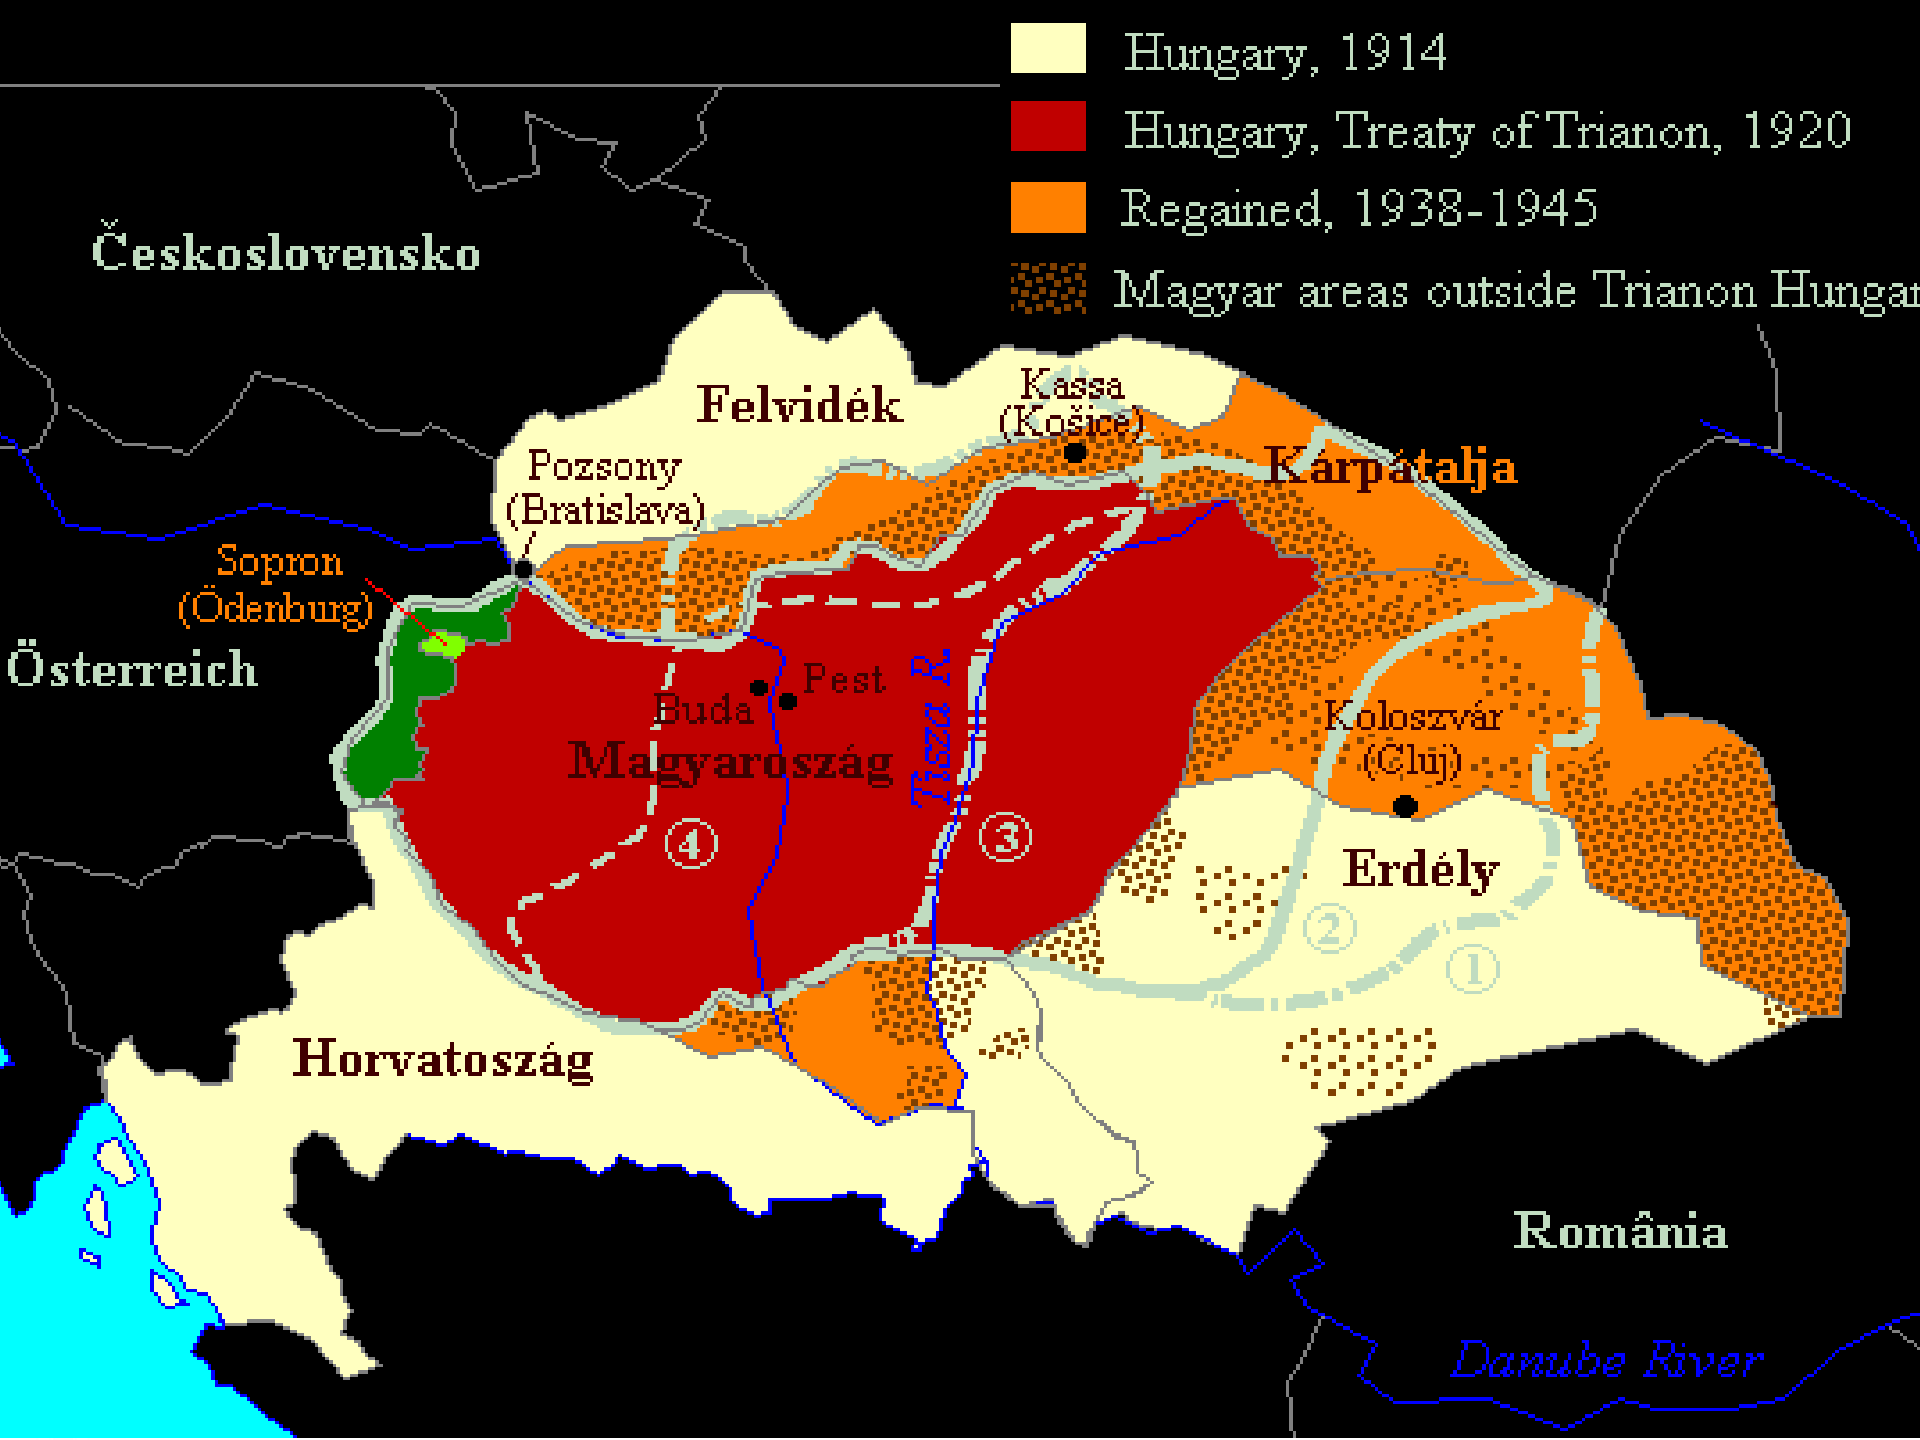 Hungary, 1914
Hungary, Treaty of Trianon, 1920
Regained, 1938-1945
Magyar areas outside Trianon Hungar
Československo
Felvidék
Kassa
(Košice)
Kárpátalja
Pozsony
(Bratislava)
Sopron
(Ödenburg)
Österreich
Buda
Pest
Tisza R.
Magyaroszág
Koloszvár
(Cluj)
④
③
Erdély
②
①
Horvatoszág
România
Danube River